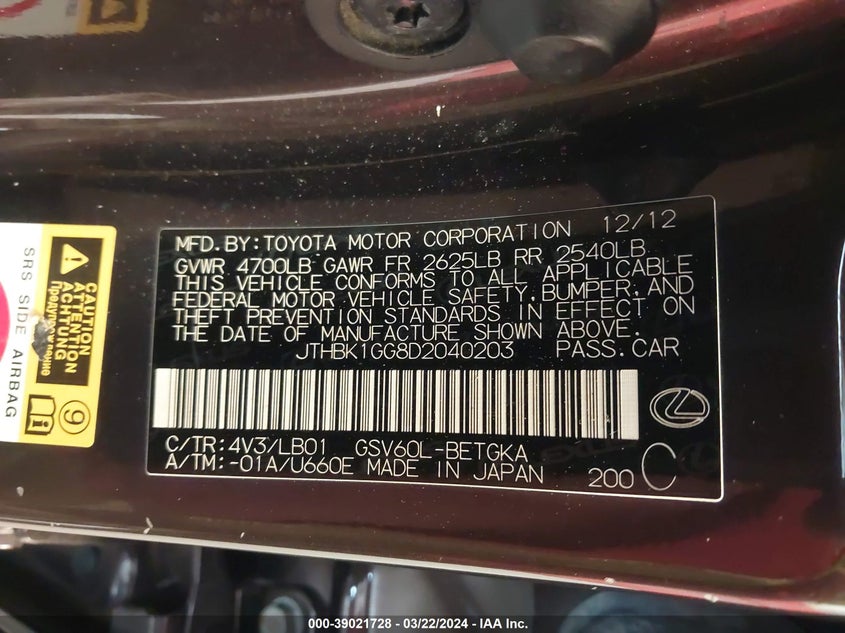 MFD.BY:TOYOTA MOTOR CORPORATION 12/12
GVWR 4700LB GAWR FR 2625LB RR 2540LB
THIS VEHICLE CONFORMS TO ALL APPLICABLE
FEDERAL MOTOR VEHICLE SAFETY,BUMPER,AND
THEFT PREVENTION STANDARDS IN EFFECT ON
THE DATE OF MANUFACTURE SHOWN ABOVE.
JTHBK1GG8D2040203 PASS.CAR
C/TR:4V3/LB01 GSV60L-BETGKA
A/TM:-01A/U660E MADE IN JAPAN
200 C
CAUTION
ATTENTION
ACHTUNG
SRS SIDE AIRBAG
9
000-39021728 - 03/22/2024 - IAA Inc.